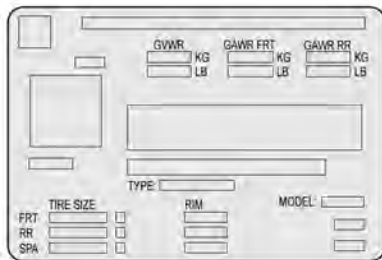 GVWR GAWR FRT GAWR RR
KG KG KG
LB LB LB
TYPE:
TIRE SIZE RIM MODEL:
FRT
RR
SPA